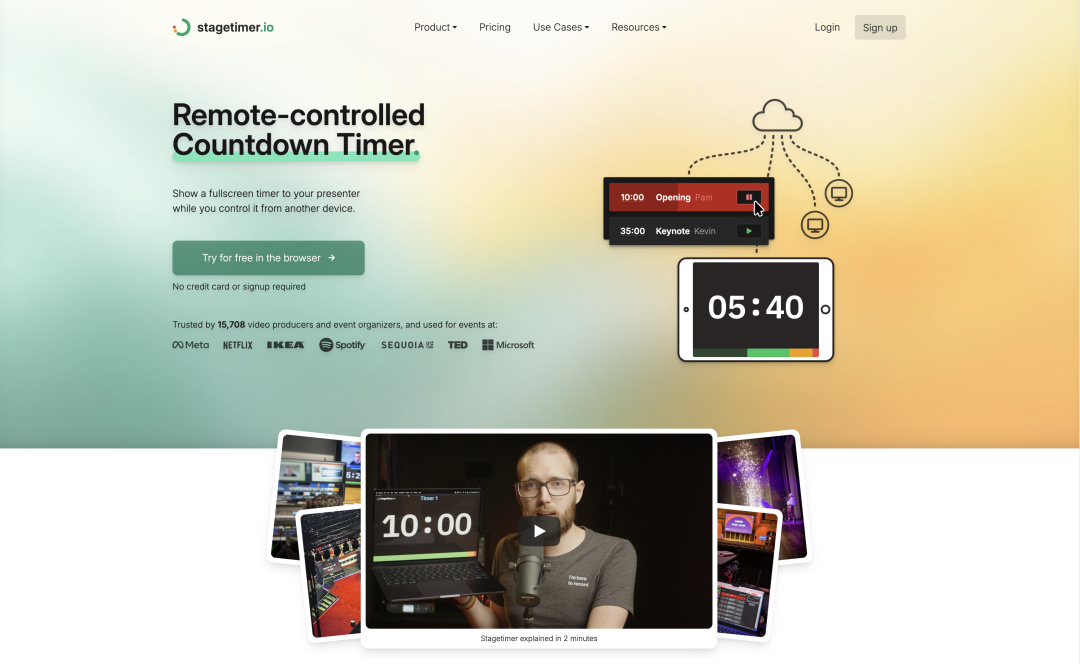 stagetimer.io
Product
Pricing
Use Cases
Resources
Login
Sign up
Remote-controlled
Countdown Timer.
Show a fullscreen timer to your presenter
while you control it from another device.
Try for free in the browser →
No credit card or signup required
Trusted by 15,708 video producers and event organizers, and used for events at:
Meta
NETFLIX
IKEA
Spotify
SEQUOIA
TED
Microsoft
10:00 Opening Pam
35:00 Keynote Kevin
05:40
Timer 1
10:00
I'm here
Stagetimer explained in 2 minutes